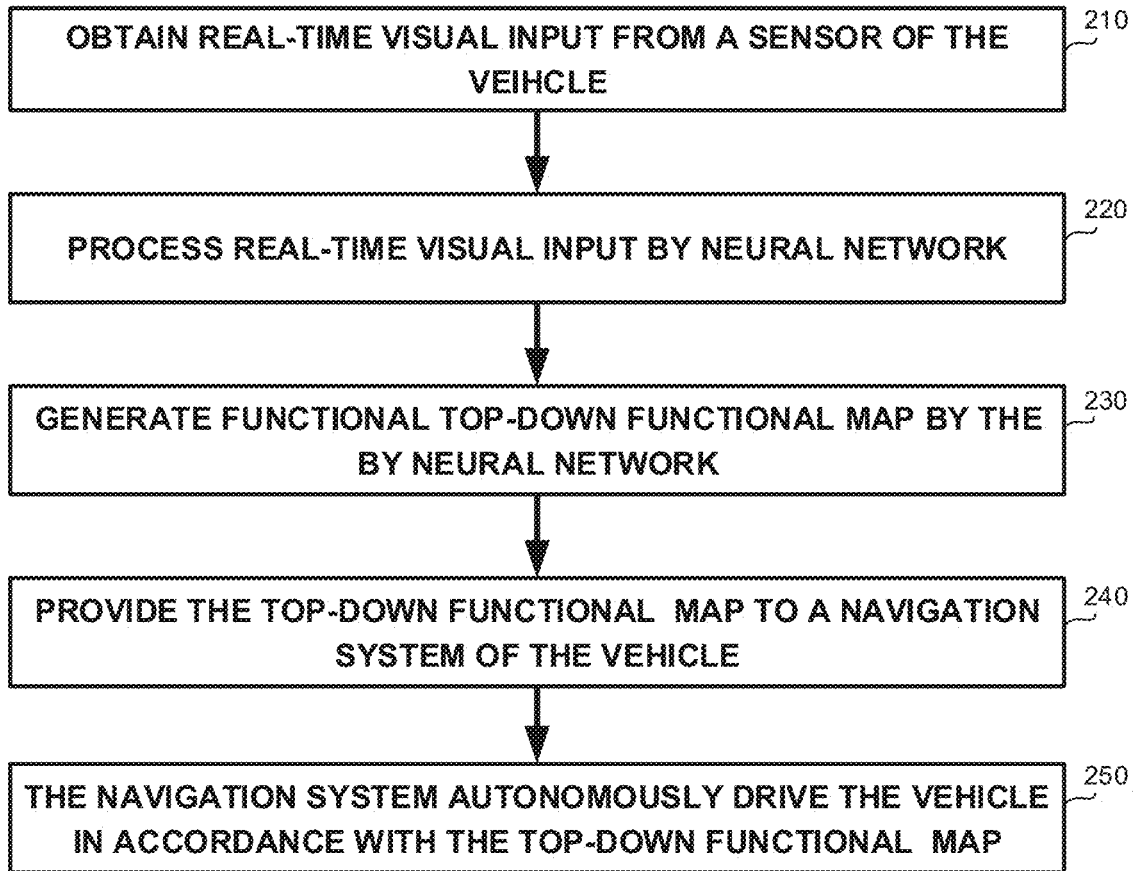 OBTAIN REAL-TIME VISUAL INPUT FROM A SENSOR OF THE
VEIHCLE
210
PROCESS REAL-TIME VISUAL INPUT BY NEURAL NETWORK
220
GENERATE FUNCTIONAL TOP-DOWN FUNCTIONAL MAP BY THE
BY NEURAL NETWORK
230
PROVIDE THE TOP-DOWN FUNCTIONAL MAP TO A NAVIGATION
SYSTEM OF THE VEHICLE
240
THE NAVIGATION SYSTEM AUTONOMOUSLY DRIVE THE VEHICLE
IN ACCORDANCE WITH THE TOP-DOWN FUNCTIONAL MAP
250